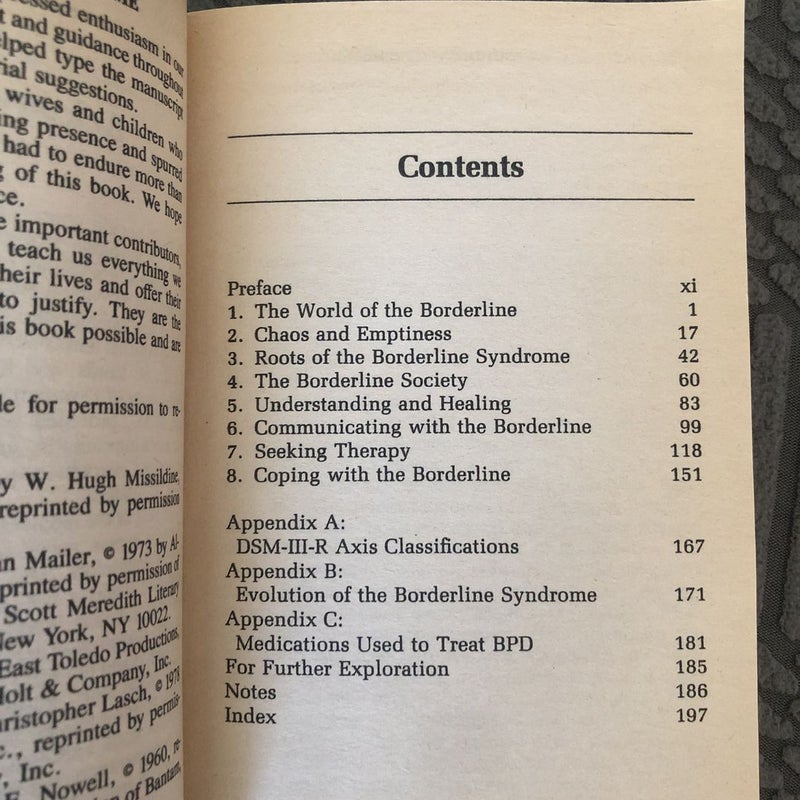 enthusiasm in our
t and guidance throughout
lped type the manuscript
ial suggestions.
wives and children who
ing presence and spurred
had to endure more than
g of this book. We hope
ce.
e important contributors,
teach us everything we
heir lives and offer their
to justify. They are the
is book possible and are
le for permission to re-
y W. Hugh Missildine,
reprinted by permission
an Mailer, © 1973 by Al-
printed by permission of
Scott Meredith Literary
New York, NY 10022.
East Toledo Productions,
Holt & Company, Inc.
hristopher Lasch, © 1978
c., reprinted by permis-
, Inc.
E. Nowell, © 1960, re-
ion of Bantam,
Contents
Preface xi
1. The World of the Borderline 1
2. Chaos and Emptiness 17
3. Roots of the Borderline Syndrome 42
4. The Borderline Society 60
5. Understanding and Healing 83
6. Communicating with the Borderline 99
7. Seeking Therapy 118
8. Coping with the Borderline 151
Appendix A:
DSM-III-R Axis Classifications 167
Appendix B:
Evolution of the Borderline Syndrome 171
Appendix C:
Medications Used to Treat BPD 181
For Further Exploration 185
Notes 186
Index 197